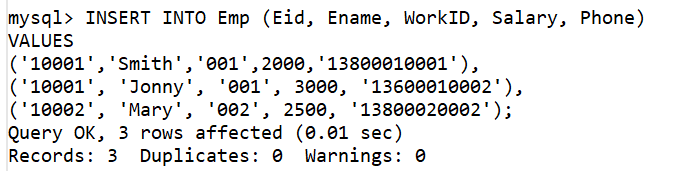 mysql> INSERT INTO Emp (Eid, Ename, WorkID, Salary, Phone)
VALUES
('10001','Smith','001',2000,'13800010001'),
('10001', 'Jonny', '001', 3000, '13600010002'),
('10002', 'Mary', '002', 2500, '13800020002');
Query OK, 3 rows affected (0.01 sec)
Records: 3  Duplicates: 0  Warnings: 0